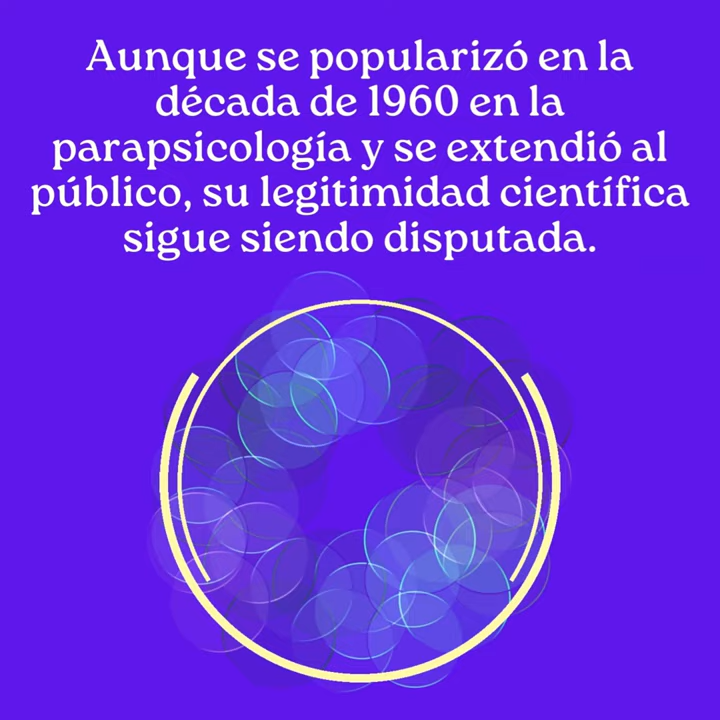 Aunque se popularizó en la
década de 1960 en la
parapsicología y se extendió al
público, su legitimidad científica
sigue siendo disputada.